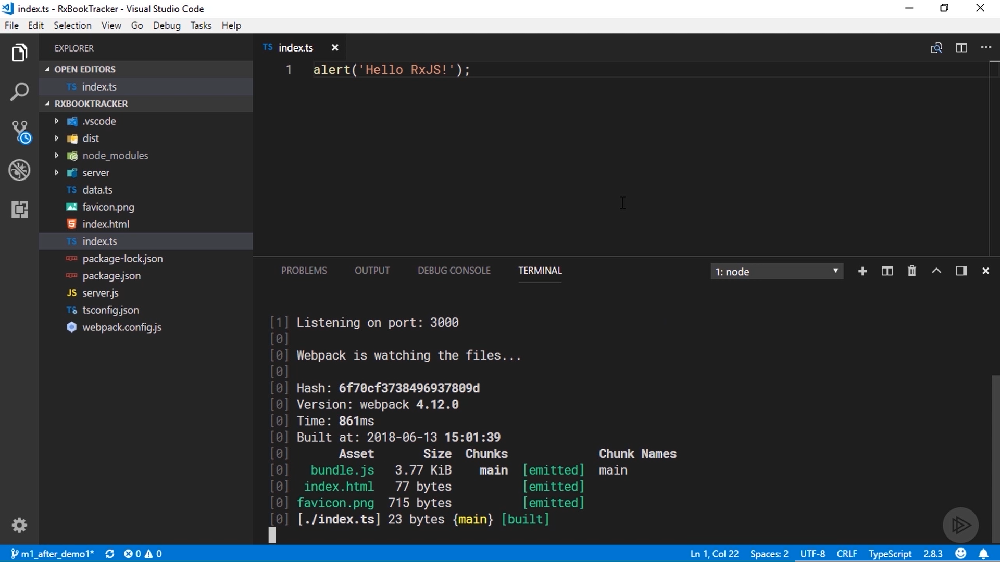 index.ts - RxBookTracker - Visual Studio Code
File Edit Selection View Go Debug Tasks Help
EXPLORER
OPEN EDITORS
TS index.ts
RXBOOKTRACKER
.vscode
dist
node_modules
server
TS data.ts
favicon.png
5 index.html
TS index.ts
package-lock.json
package.json
JS server.js
TS tsconfig.json
webpack.config.js
TS index.ts
1 alert('Hello RxJS!');
PROBLEMS OUTPUT DEBUG CONSOLE TERMINAL 1: node
[1] Listening on port: 3000
[0]
[0] Webpack is watching the files...
[0]
[0] Hash: 6f70cf3738496937809d
[0] Version: webpack 4.12.0
[0] Time: 861ms
[0] Built at: 2018-06-13 15:01:39
[0] Asset Size Chunks Chunk Names
[0] bundle.js 3.77 KiB main [emitted] main
[0] index.html 77 bytes [emitted]
[0] favicon.png 715 bytes [emitted]
[0] [./index.ts] 23 bytes {main} [built]
m1_after_demo1* 0 0 Ln 1, Col 22 Spaces: 2 UTF-8 CRLF TypeScript 2.8.3